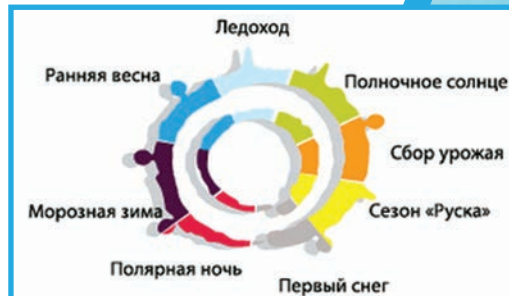 Ледоход
Ранняя весна
Полночное солнце
Сбор урожая
Морозная зима
Сезон «Руска»
Полярная ночь
Первый снег